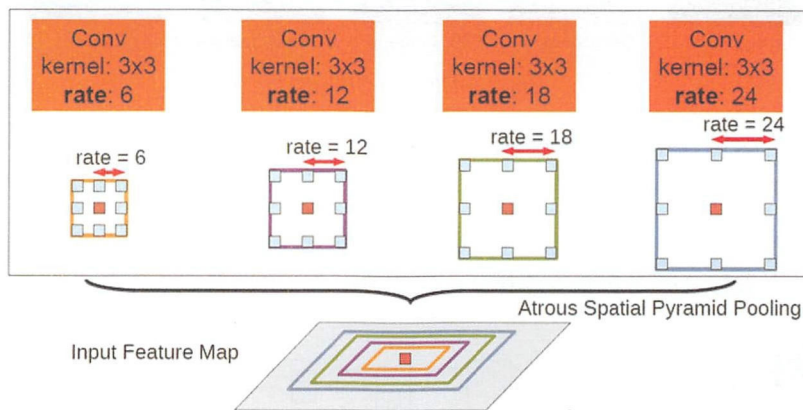 Conv
kernel: 3x3
rate: 6
Conv
kernel: 3x3
rate: 12
Conv
kernel: 3x3
rate: 18
Conv
kernel: 3x3
rate: 24
rate = 6
rate = 12
rate = 18
rate = 24
Atrous Spatial Pyramid Pooling
Input Feature Map